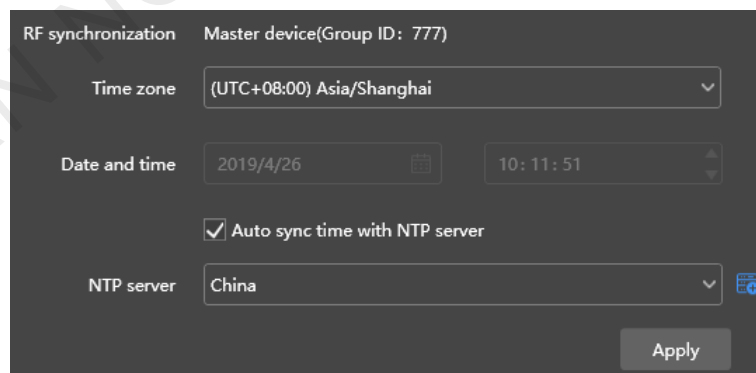 RF synchronization Master device(Group ID: 777)
Time zone (UTC+08:00) Asia/Shanghai
Date and time 2019/4/26 10:11:51
Auto sync time with NTP server
NTP server China
Apply